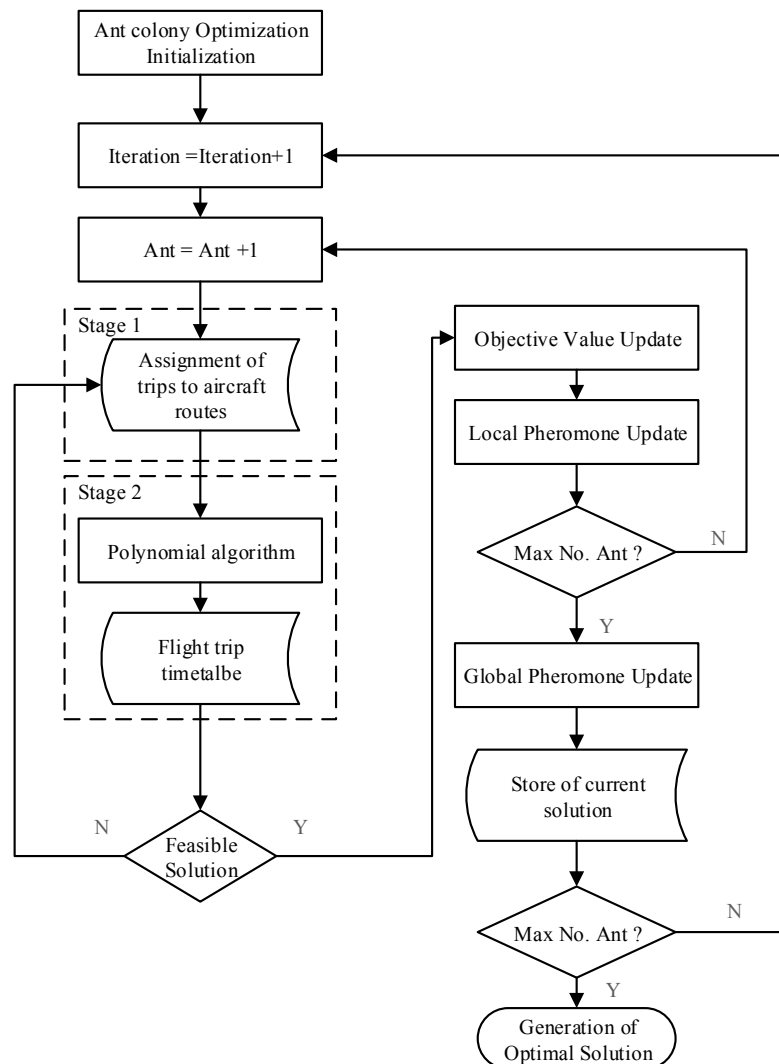 Ant colony Optimization
Initialization
Iteration =Iteration+1
Ant = Ant +1
Stage 1
Assignment of
trips to aircraft
routes
Stage 2
Polynomial algorithm
Flight trip
timetalbe
N
Y
Feasible
Solution
Objective Value Update
Local Pheromone Update
N
Max No. Ant ?
Y
Global Pheromone Update
Store of current
solution
N
Max No. Ant ?
Y
Generation of
Optimal Solution